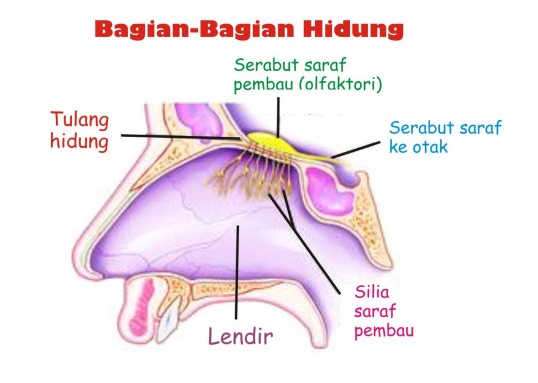 Bagian-Bagian Hidung
Serabut saraf
pembau (olfaktori)
Tulang
hidung
Serabut saraf
ke otak
Silia
saraf
pembau
Lendir